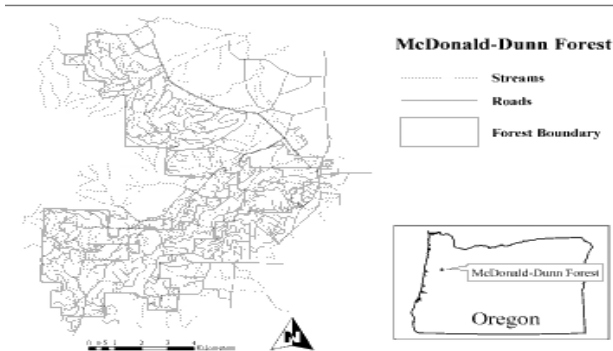 McDonald-Dunn Forest
Streams
Roads
Forest Boundary
McDonald-Dunn Forest
Oregon
N
Kilometers